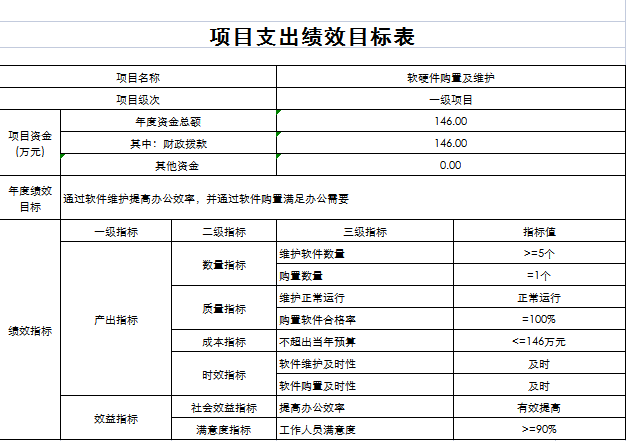 项目支出绩效目标表
项目名称 软硬件购置及维护
项目级次 一级项目
项目资金
(万元)
年度资金总额 146.00
其中：财政拨款 146.00
其他资金 0.00
年度绩效
目标
通过软件维护提高办公效率，并通过软件购置满足办公需要
绩效指标
一级指标 二级指标 三级指标 指标值
产出指标
数量指标
维护软件数量 >=5个
购置数量 =1个
质量指标
维护正常运行 正常运行
购置软件合格率 =100%
成本指标 不超出当年预算 <=146万元
时效指标
软件维护及时性 及时
软件购置及时性 及时
效益指标
社会效益指标 提高办公效率 有效提高
满意度指标 工作人员满意度 >=90%